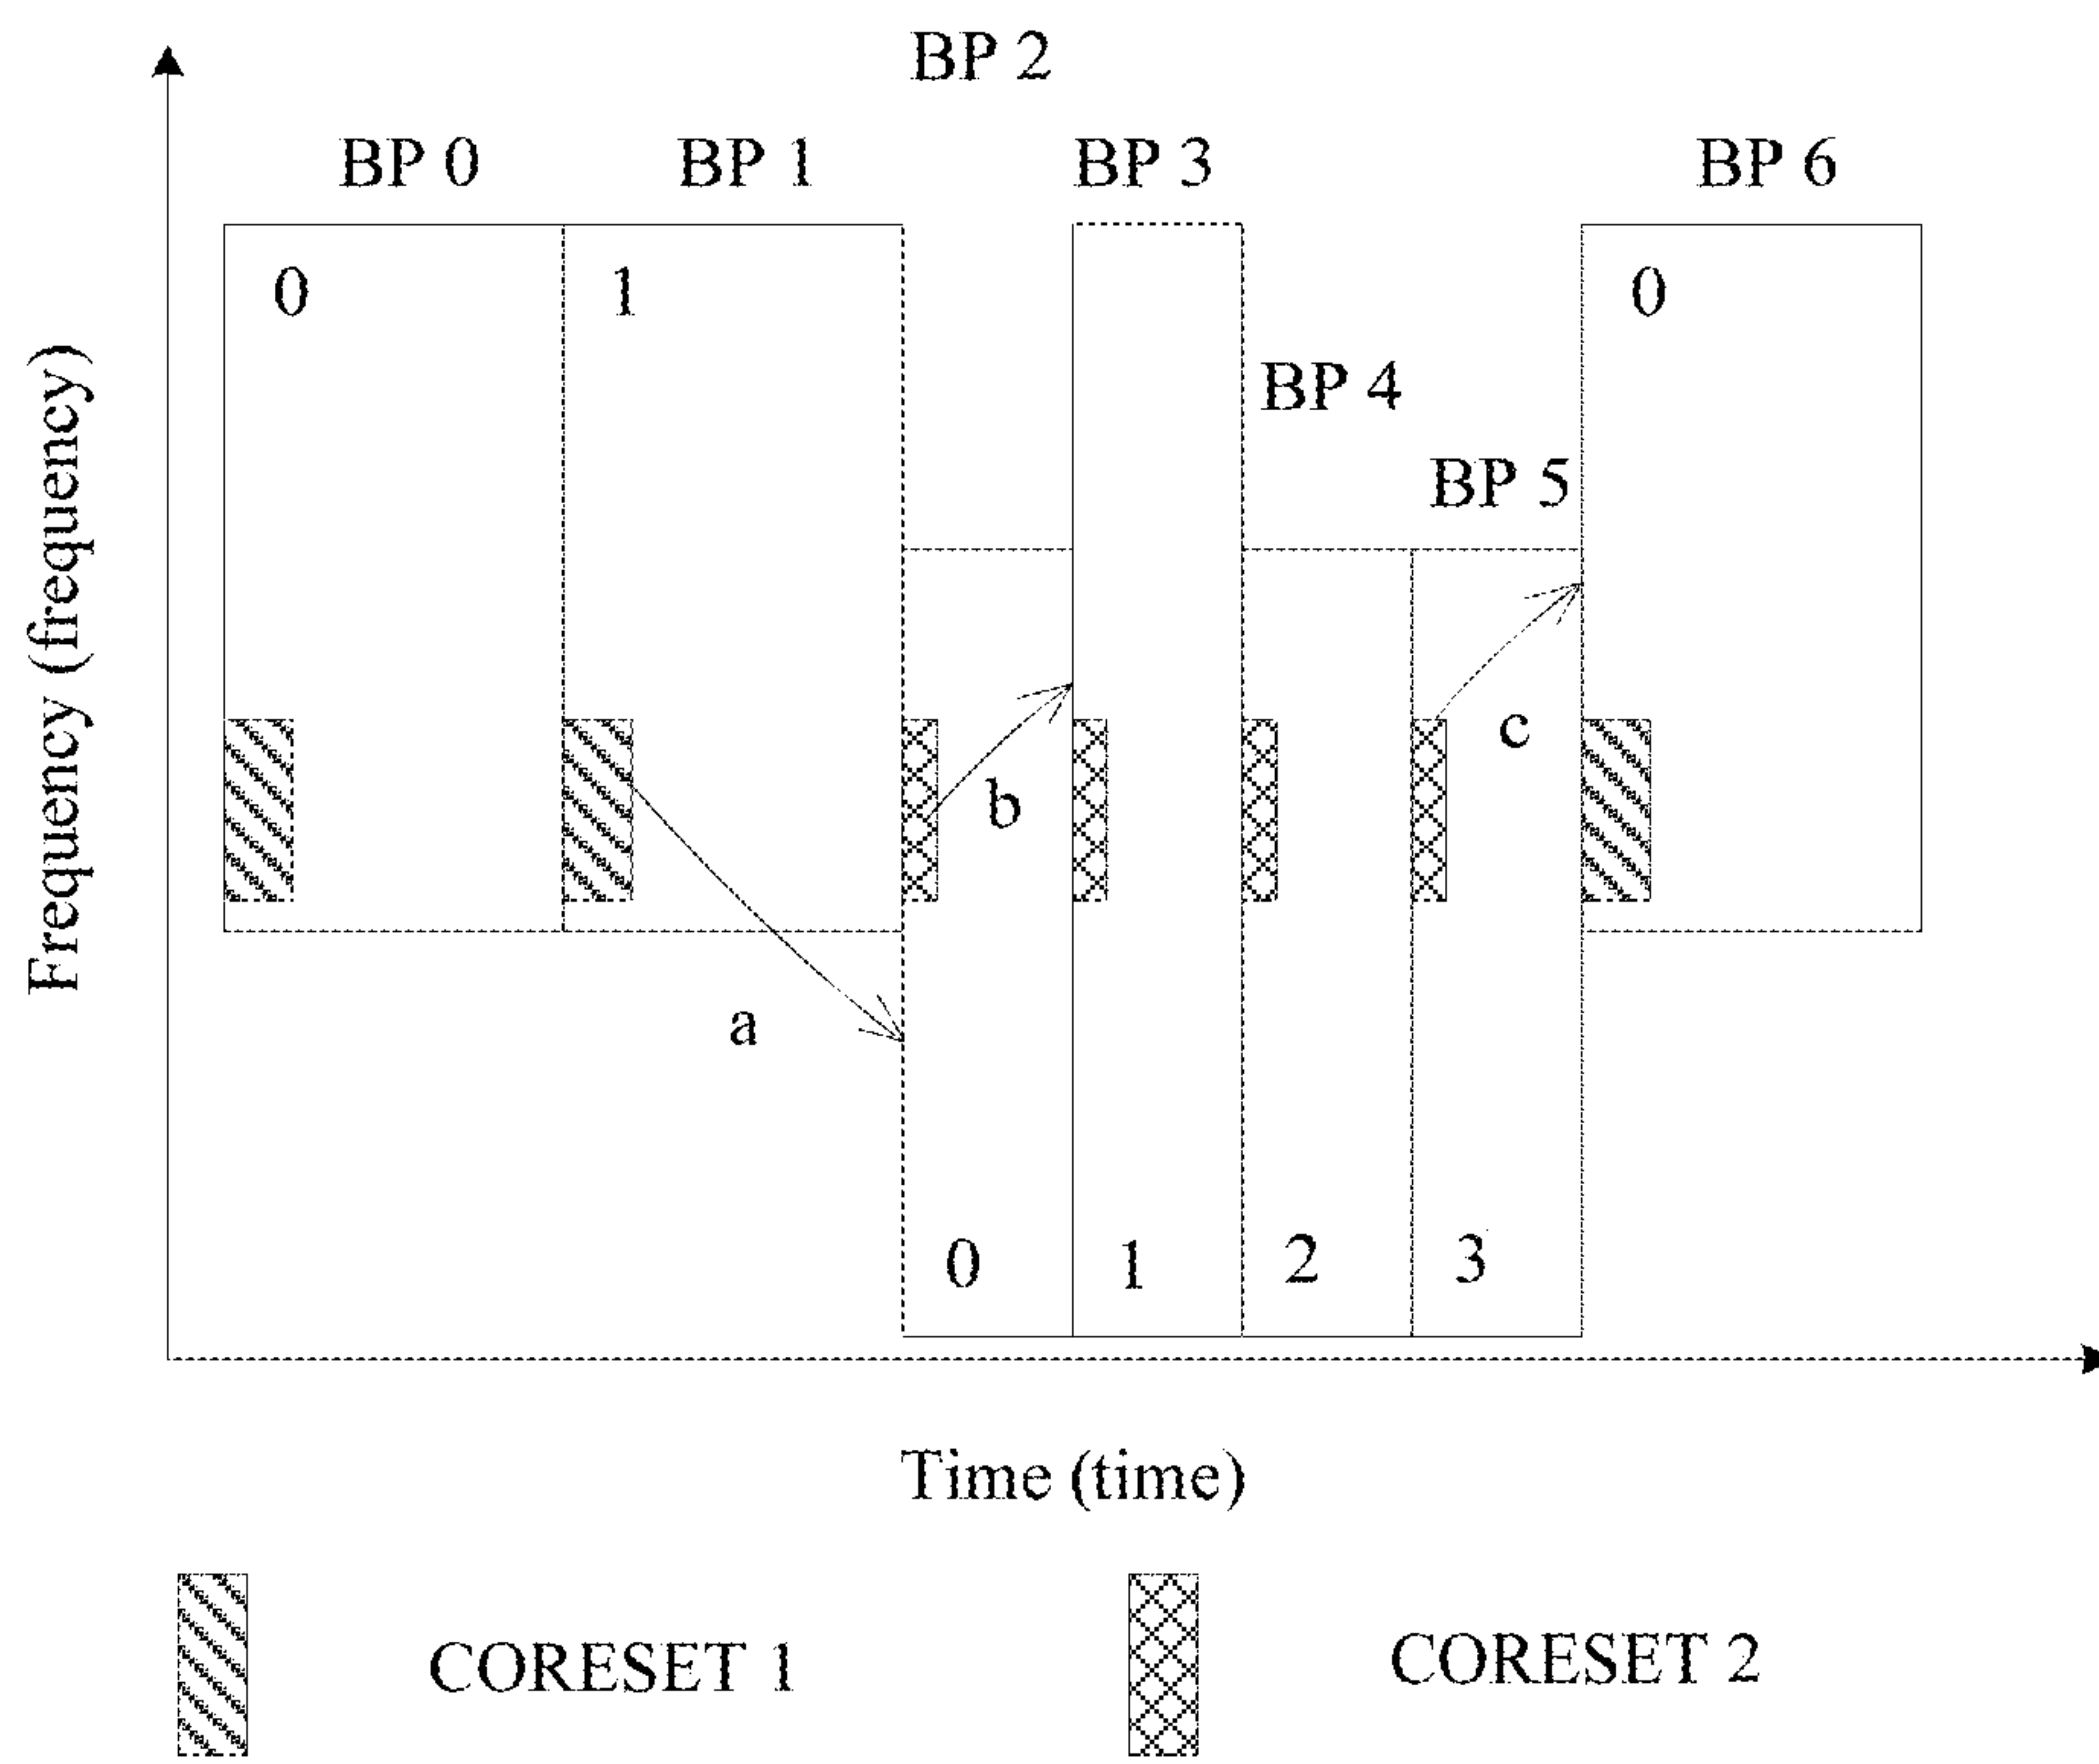 BP 2
BP 0
BP 1
BP 3
BP 6
0
1
0
BP 4
BP 5
Frequency (frequency)
c
b
a
0
1
2
3
Time (time)
CORESET 1
CORESET 2